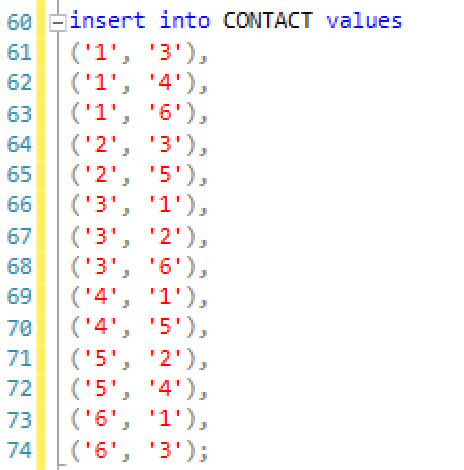 60 insert into CONTACT values
61 ('1', '3'),
62 ('1', '4'),
63 ('1', '6'),
64 ('2', '3'),
65 ('2', '5'),
66 ('3', '1'),
67 ('3', '2'),
68 ('3', '6'),
69 ('4', '1'),
70 ('4', '5'),
71 ('5', '2'),
72 ('5', '4'),
73 ('6', '1'),
74 ('6', '3');